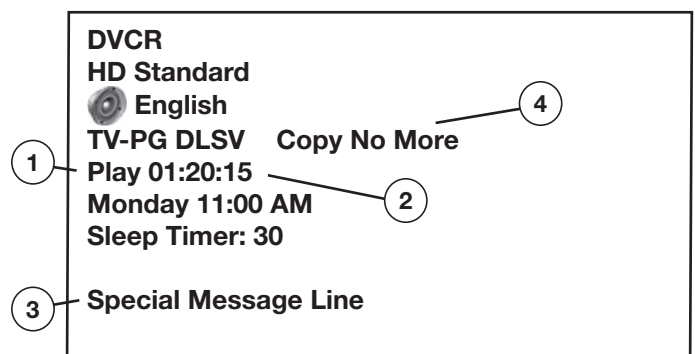 DVCR
HD Standard
English
TV-PG DLSV Copy No More
Play 01:20:15
Monday 11:00 AM
Sleep Timer: 30
Special Message Line
1
2
3
4